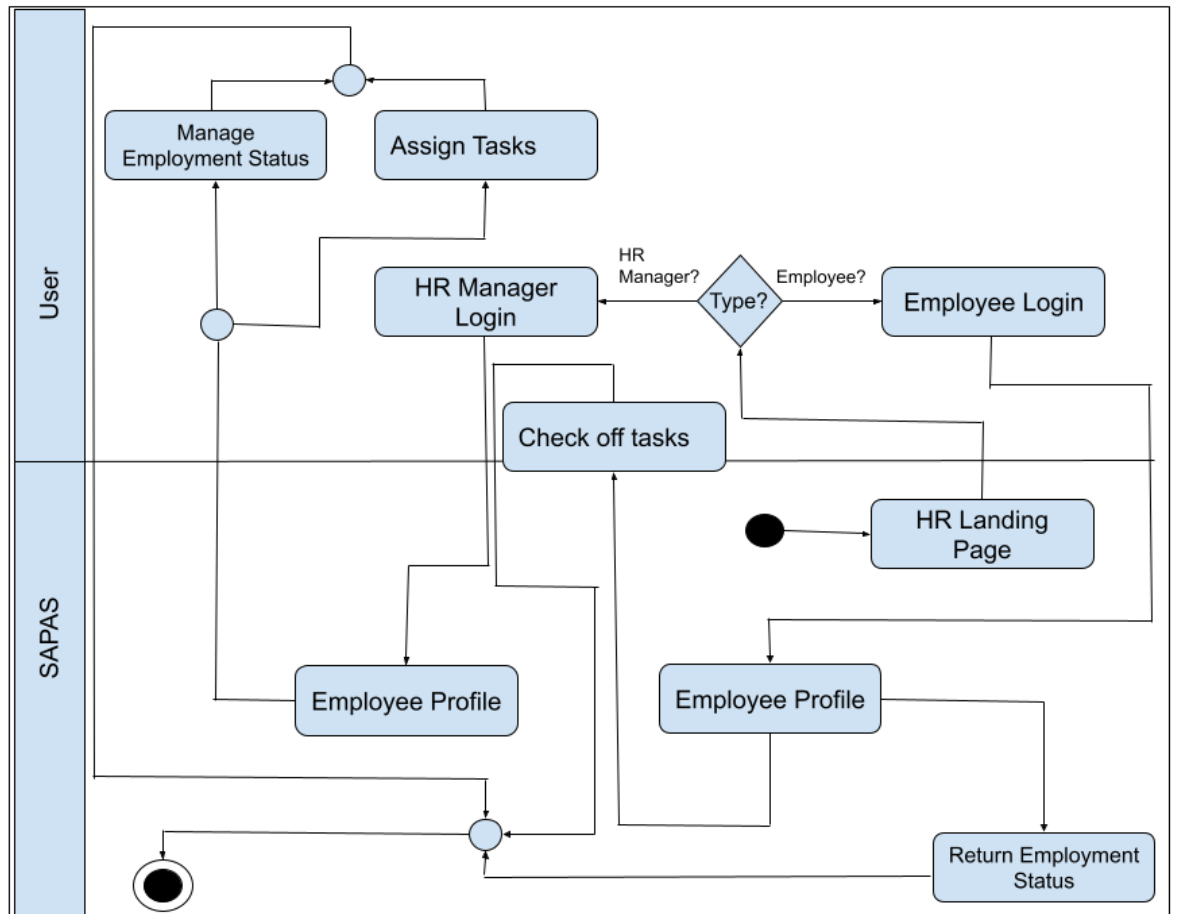 User
Manage
Employment Status
Assign Tasks
HR
Manager?
Employee?
HR Manager
Login
Type?
Employee Login
Check off tasks
SAPAS
HR Landing
Page
Employee Profile
Employee Profile
Return Employment
Status